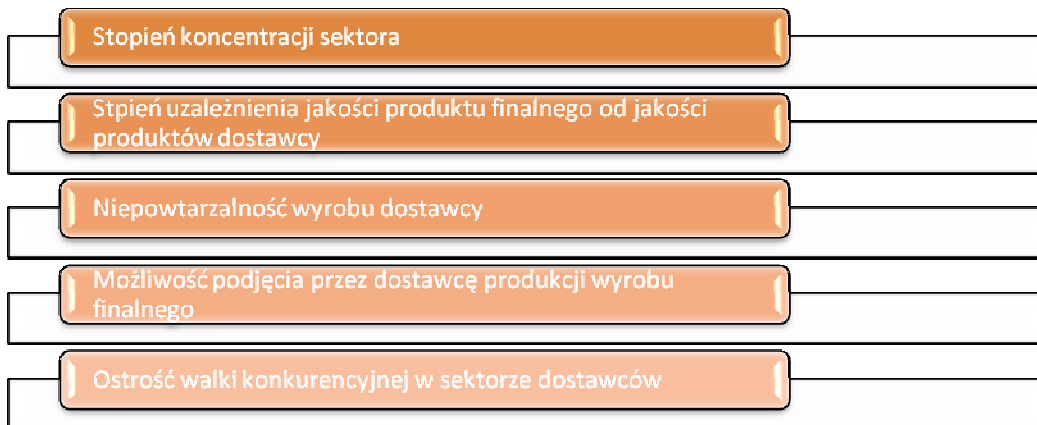 Stopień koncentracji sektora
Stpień uzależnienia jakości produktu finalnego od jakości
produktów dostawcy
Niepowtarzalność wyrobu dostawcy
Możliwość podjęcia przez dostawcę produkcji wyrobu
finalnego
Ostrość walki konkurencyjnej w sektorze dostawców